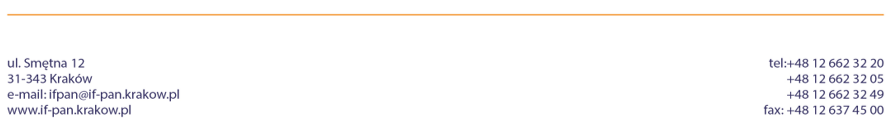 ul. Smętna 12
31-343 Kraków
e-mail: ifpan@if-pan.krakow.pl
www.if-pan.krakow.pl
tel:+48 12 662 32 20
+48 12 662 32 05
+48 12 662 32 49
fax: +48 12 637 45 00